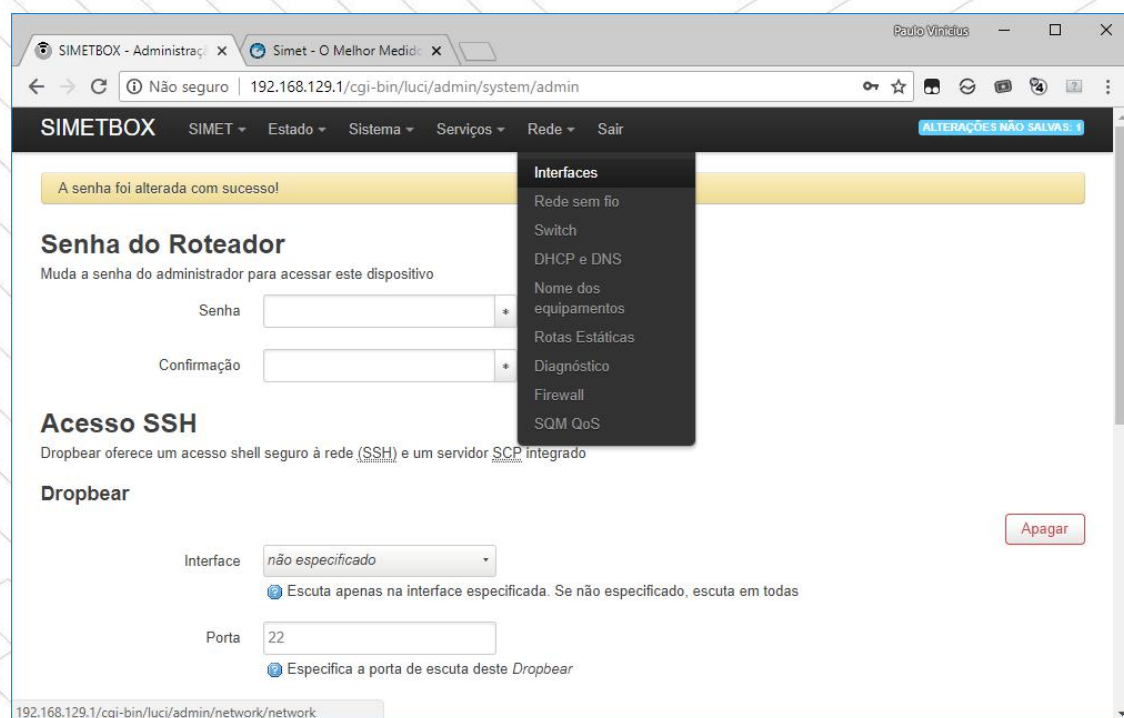 Paulo Vinicius
SIMETBOX - Administraç
Simet - O Melhor Medido
Não seguro | 192.168.129.1/cgi-bin/luci/admin/system/admin
SIMETBOX SIMET Estado Sistema Serviços Rede Sair ALTERAÇÕES NÃO SALVAS: 1
A senha foi alterada com sucesso!
Interfaces
Rede sem fio
Switch
DHCP e DNS
Nome dos
equipamentos
Rotas Estáticas
Diagnóstico
Firewall
SQM QoS
Senha do Roteador
Muda a senha do administrador para acessar este dispositivo
Senha
*
Confirmação
*
Acesso SSH
Dropbear oferece um acesso shell seguro à rede (SSH) e um servidor SCP integrado
Dropbear
Apagar
Interface não especificado
Escuta apenas na interface especificada. Se não especificado, escuta em todas
Porta 22
Especifica a porta de escuta deste Dropbear
192.168.129.1/cgi-bin/luci/admin/network/network